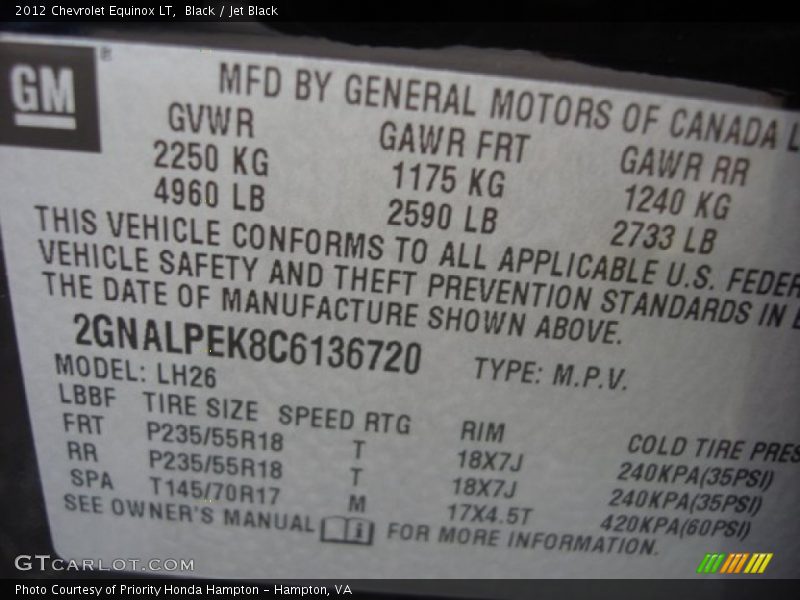 2012 Chevrolet Equinox LT, Black / Jet Black
GM ®
MFD BY GENERAL MOTORS OF CANADA L
GVWR GAWR FRT GAWR RR
2250 KG 1175 KG 1240 KG
4960 LB 2590 LB 2733 LB
THIS VEHICLE CONFORMS TO ALL APPLICABLE U.S. FEDER
VEHICLE SAFETY AND THEFT PREVENTION STANDARDS IN E
THE DATE OF MANUFACTURE SHOWN ABOVE.
2GNALPEK8C6136720 TYPE: M.P.V.
MODEL: LH26
LBBF TIRE SIZE SPEED RTG RIM COLD TIRE PRES
FRT P235/55R18 T 18X7J 240KPA(35PSI)
RR P235/55R18 T 18X7J 240KPA(35PSI)
SPA T145/70R17 M 17X4.5T 420KPA(60PSI)
SEE OWNER'S MANUAL FOR MORE INFORMATION.
GTCARLOT.COM
Photo Courtesy of Priority Honda Hampton - Hampton, VA